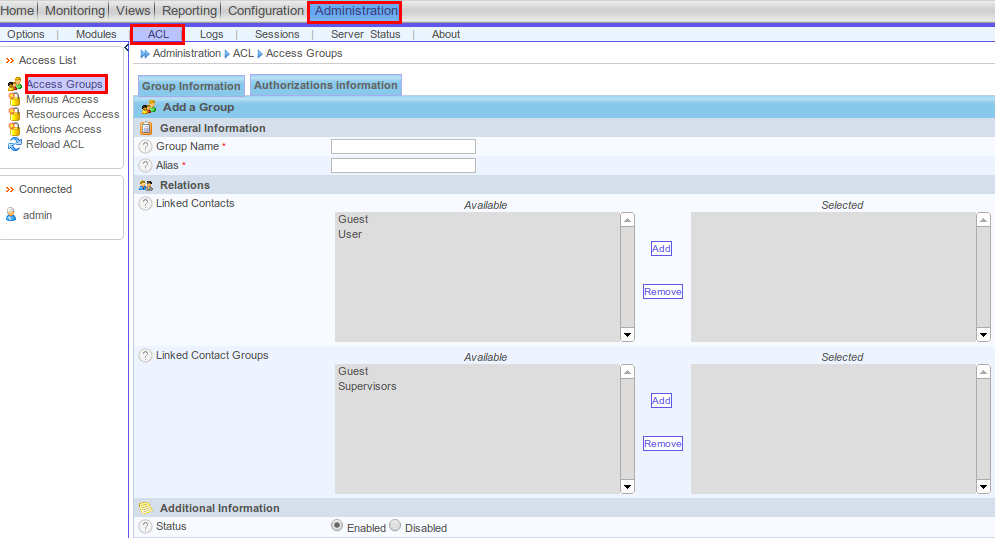 Home Monitoring Views Reporting Configuration Administration
Options | Modules ACL Logs | Sessions | Server Status | About
Access List
Access Groups
Menus Access
Resources Access
Actions Access
Reload ACL
Connected
admin
Administration ACL Access Groups
Group Information Authorizations information
Add a Group
General Information
? Group Name *
? Alias *
Relations
? Linked Contacts
Available Selected
Guest
User
Add
Remove
? Linked Contact Groups
Available Selected
Guest
Supervisors
Add
Remove
Additional Information
? Status Enabled Disabled